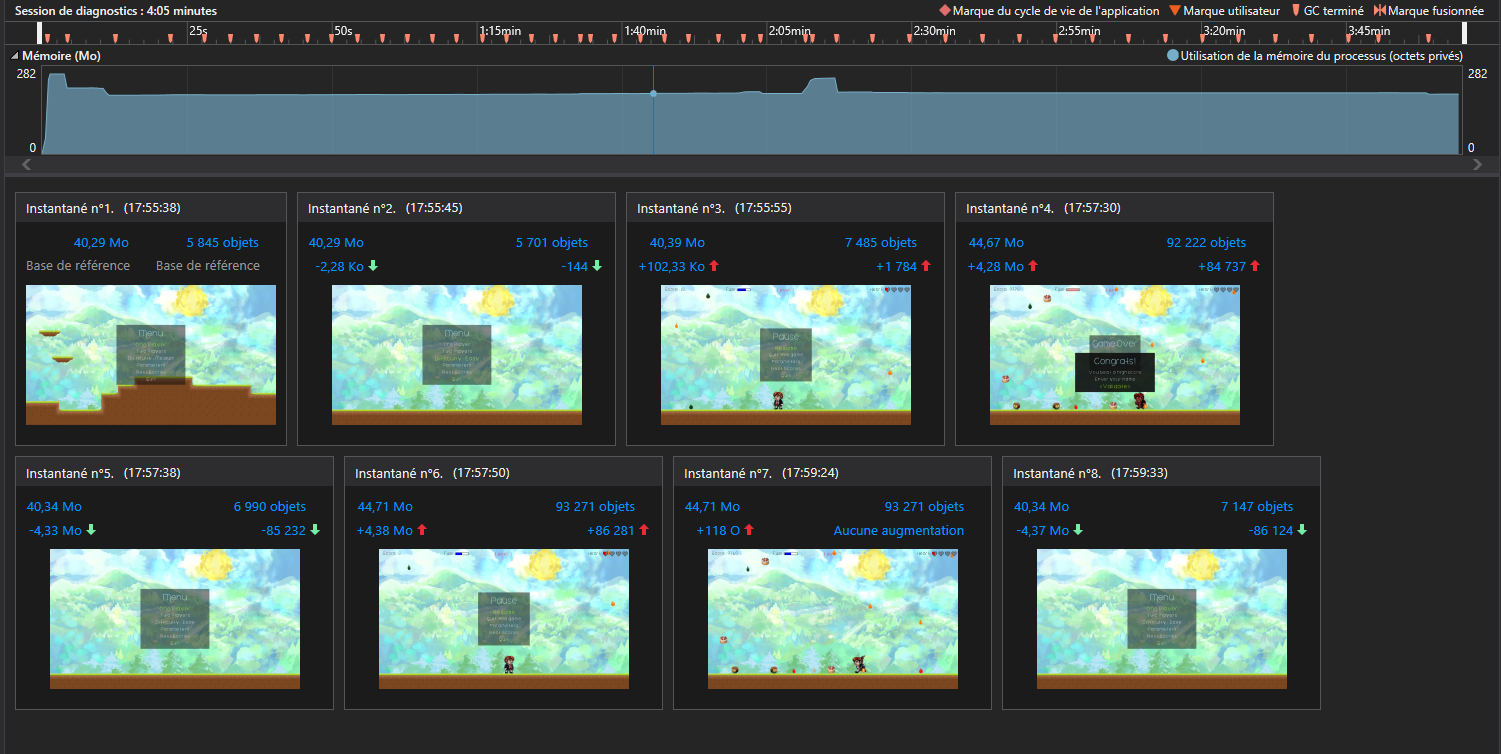 Session de diagnostics : 4:05 minutes
Marque du cycle de vie de l'application Marque utilisateur GC terminé Marque fusionnée
25s 50s 1:15min 1:40min 2:05min 2:30min 2:55min 3:20min 3:45min
Mémoire (Mo) Utilisation de la mémoire du processus (octets privés)
282 282
0 0
Instantané n°1. (17:55:38)
40,29 Mo 5 845 objets
Base de référence Base de référence
Menu
Instantané n°2. (17:55:45)
40,29 Mo 5 701 objets
-2,28 Ko -144
Menu
Instantané n°3. (17:55:55)
40,39 Mo 7 485 objets
+102,33 Ko +1 784
Pause
Instantané n°4. (17:57:30)
44,67 Mo 92 222 objets
+4,28 Mo +84 737
Game Over
Congrats!
Enter your name
Instantané n°5. (17:57:38)
40,34 Mo 6 990 objets
-4,33 Mo -85 232
Menu
Instantané n°6. (17:57:50)
44,71 Mo 93 271 objets
+4,38 Mo +86 281
Pause
Instantané n°7. (17:59:24)
44,71 Mo 93 271 objets
+118 O Aucune augmentation
Instantané n°8. (17:59:33)
40,34 Mo 7 147 objets
-4,37 Mo -86 124
Menu